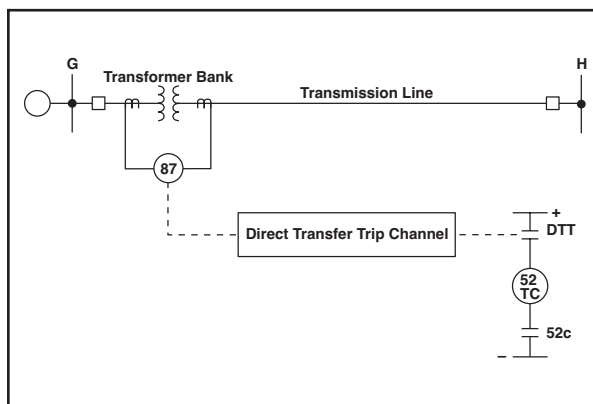 G
H
Transformer Bank
Transmission Line
87
Direct Transfer Trip Channel
+
DTT
52
TC
52c
–